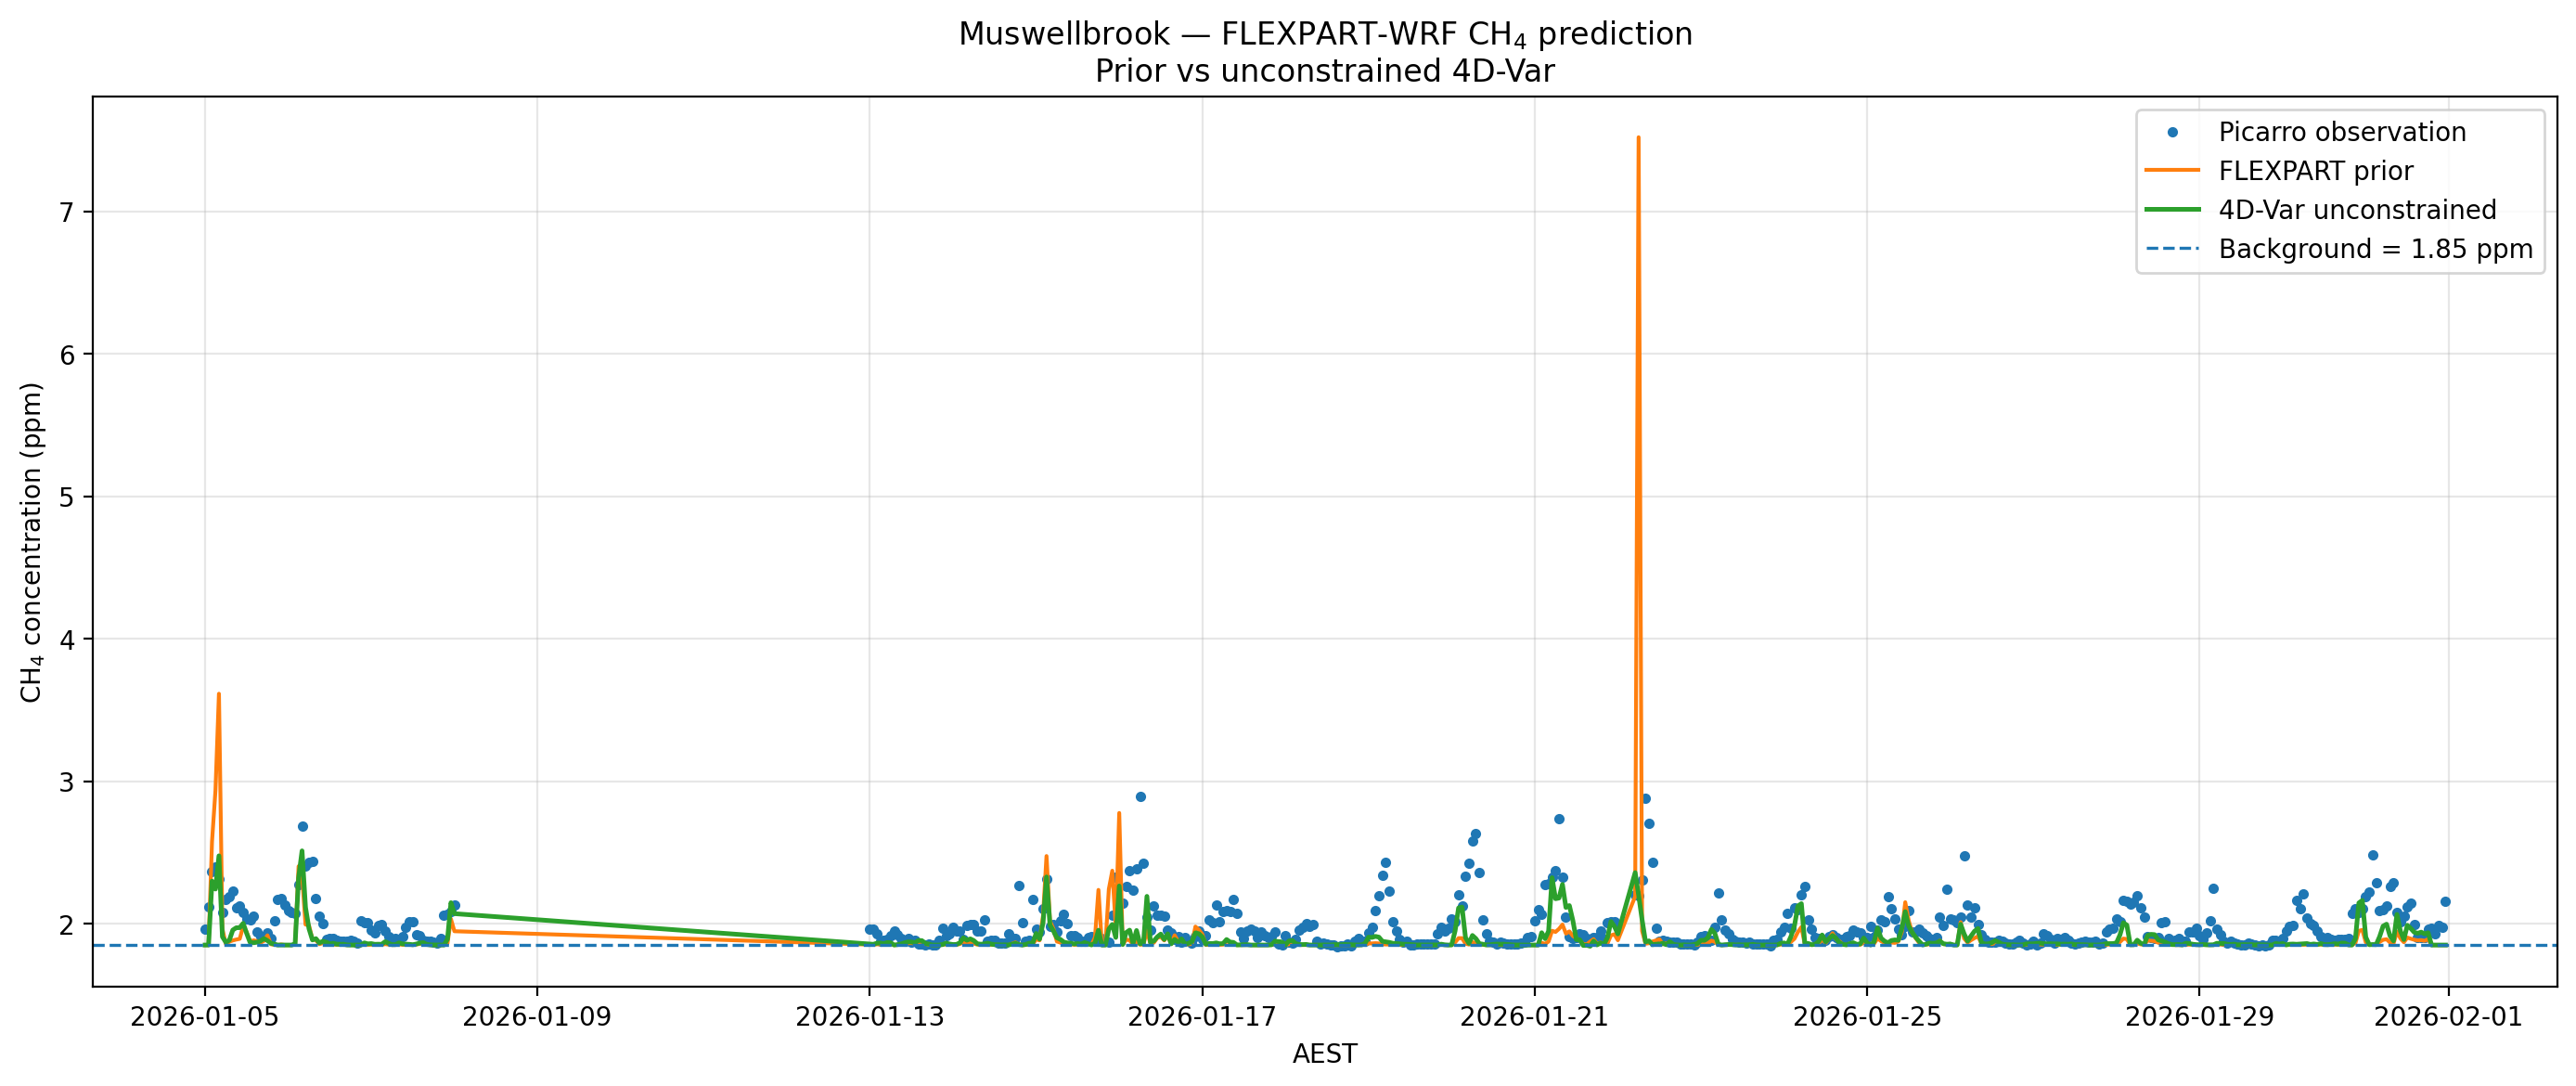 Muswellbrook — FLEXPART-WRF CH₄ prediction
Prior vs unconstrained 4D-Var
Picarro observation
FLEXPART prior
4D-Var unconstrained
Background = 1.85 ppm
CH₄ concentration (ppm)
7
6
5
4
3
2
2026-01-05
2026-01-09
2026-01-13
2026-01-17
2026-01-21
2026-01-25
2026-01-29
2026-02-01
AEST